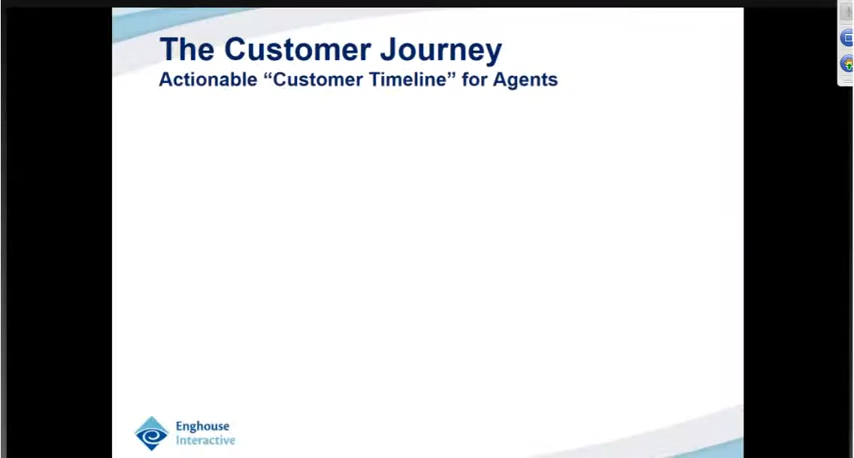 The Customer Journey
Actionable “Customer Timeline” for Agents
Enghouse
Interactive